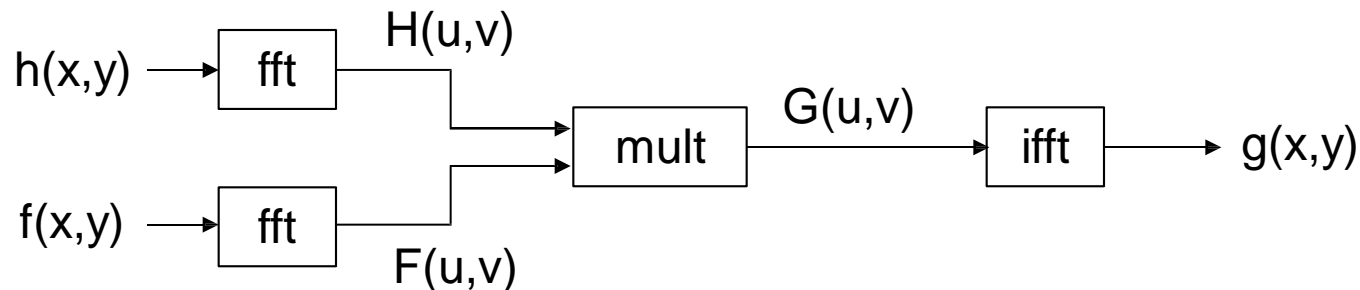 h(x,y)
fft
H(u,v)
f(x,y)
fft
F(u,v)
mult
G(u,v)
ifft
g(x,y)